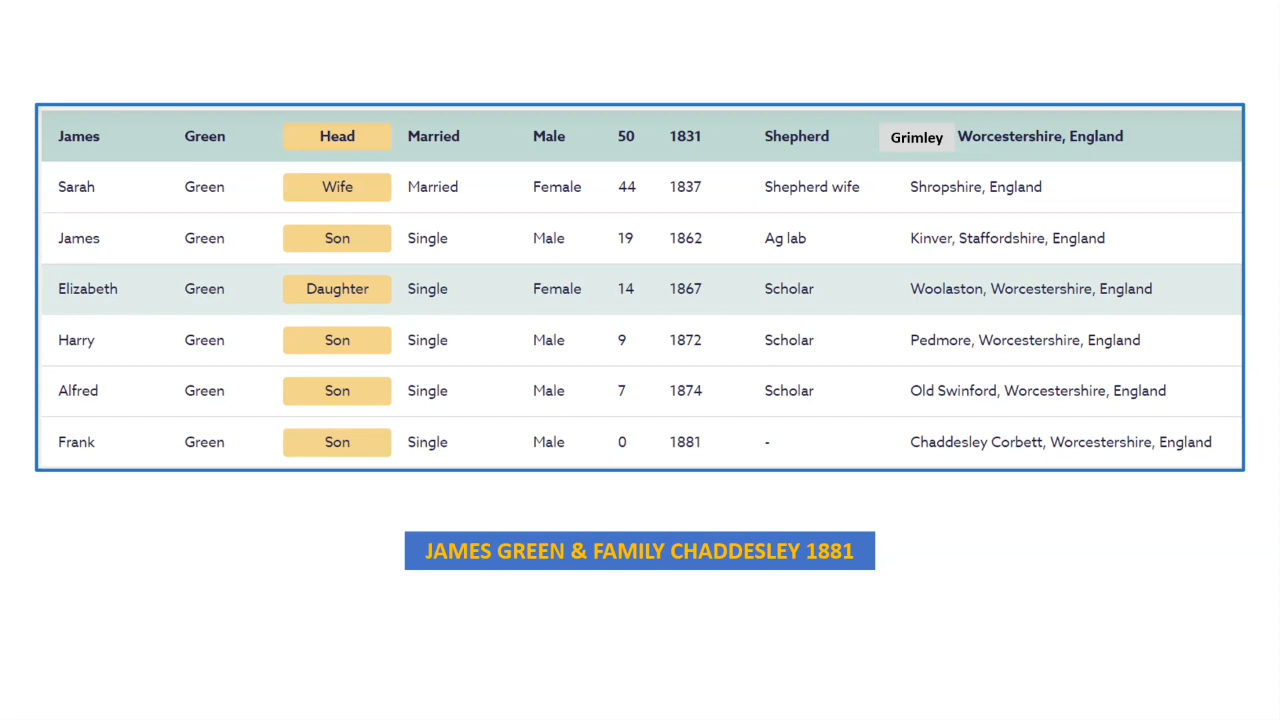 James Green Head Married Male 50 1831 Shepherd Grimley Worcestershire, England
Sarah Green Wife Married Female 44 1837 Shepherd wife Shropshire, England
James Green Son Single Male 19 1862 Ag lab Kinver, Staffordshire, England
Elizabeth Green Daughter Single Female 14 1867 Scholar Woolaston, Worcestershire, England
Harry Green Son Single Male 9 1872 Scholar Pedmore, Worcestershire, England
Alfred Green Son Single Male 7 1874 Scholar Old Swinford, Worcestershire, England
Frank Green Son Single Male 0 1881 - Chaddesley Corbett, Worcestershire, England
JAMES GREEN & FAMILY CHADDESLEY 1881